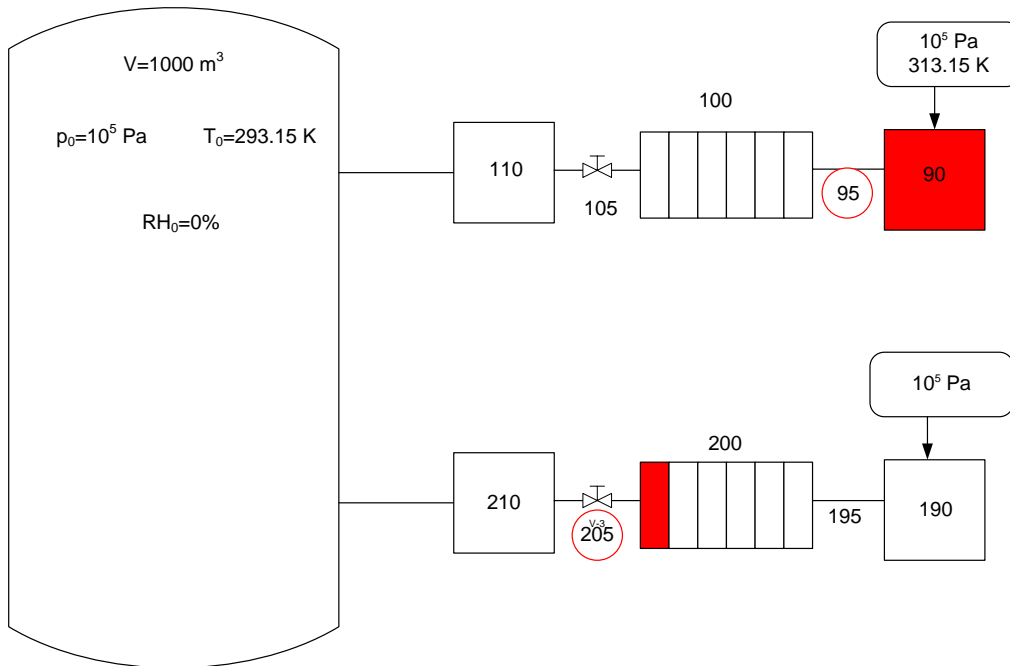 V=1000 m³
p₀=10⁵ Pa T₀=293.15 K
RH₀=0%
100
110
105
95
90
10⁵ Pa
313.15 K
200
210
V-3
205
195
190
10⁵ Pa